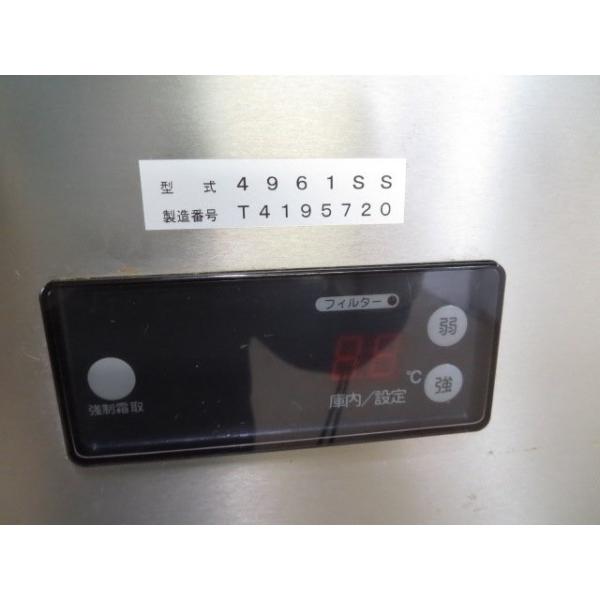 型 式 4961SS
製造番号 T4195720
フィルター
弱
℃
強
強制霜取
庫内/設定